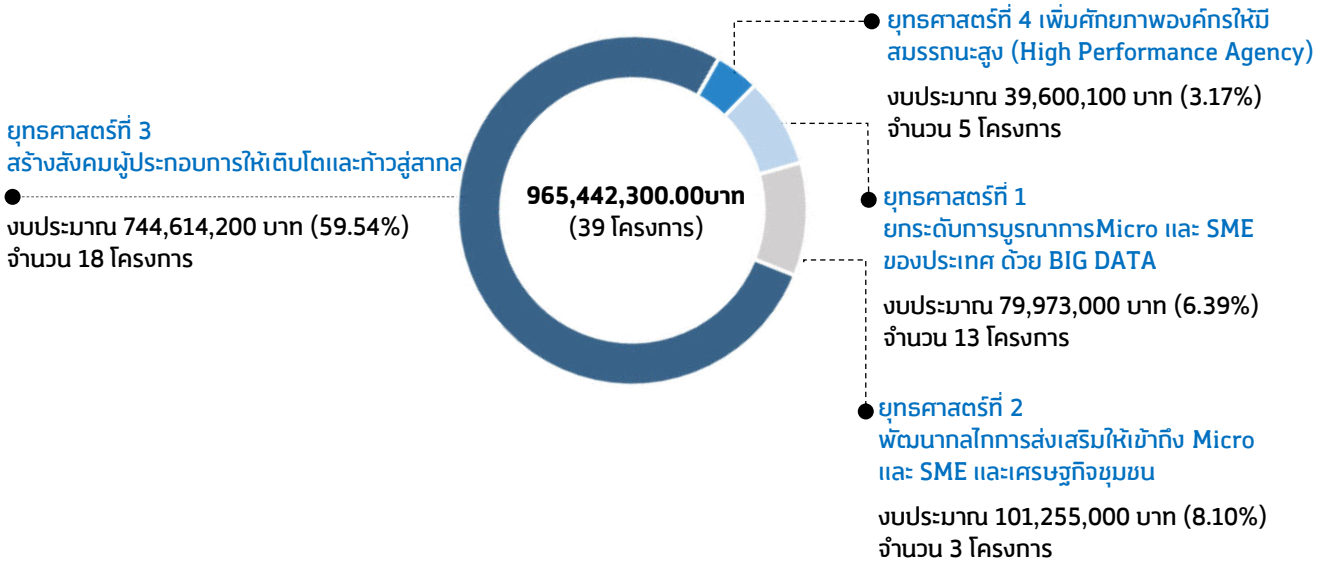 ยุทธศาสตร์ที่ 4 เพิ่มศักยภาพองค์กรให้มี
สมรรถนะสูง (High Performance Agency)
งบประมาณ 39,600,100 บาท (3.17%)
จำนวน 5 โครงการ
ยุทธศาสตร์ที่ 3
สร้างสังคมผู้ประกอบการให้เติบโตและก้าวสู่สากล
งบประมาณ 744,614,200 บาท (59.54%)
จำนวน 18 โครงการ
965,442,300.00บาท
(39 โครงการ)
ยุทธศาสตร์ที่ 1
ยกระดับการบูรณาการMicro และ SME
ของประเทศ ด้วย BIG DATA
งบประมาณ 79,973,000 บาท (6.39%)
จำนวน 13 โครงการ
ยุทธศาสตร์ที่ 2
พัฒนากลไกการส่งเสริมให้เข้าถึง Micro
และ SME และเศรษฐกิจชุมชน
งบประมาณ 101,255,000 บาท (8.10%)
จำนวน 3 โครงการ